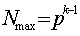 N_max = p^{k-1}